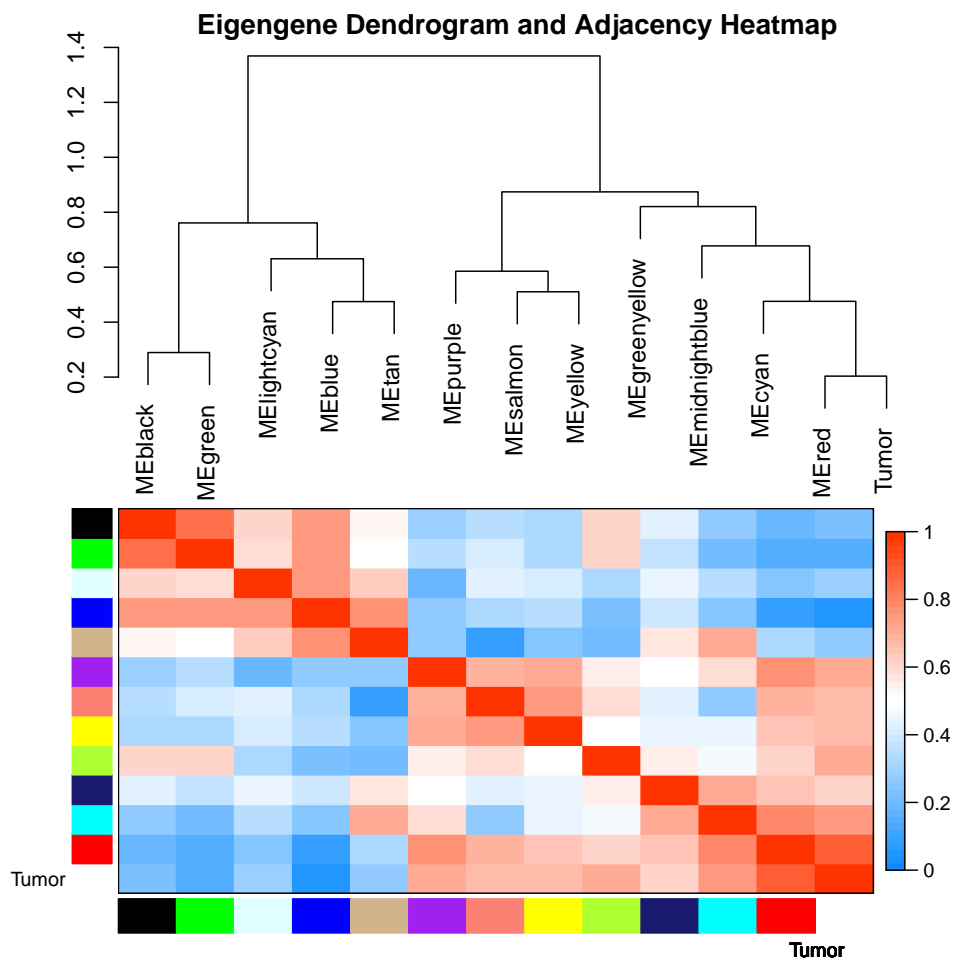 Eigengene Dendrogram and Adjacency Heatmap
1.4
1.2
1.0
0.8
0.6
0.4
0.2
MEblack
MEgreen
MElightcyan
MEblue
MEtan
MEpurple
MEsalmon
MEyellow
MEgreenyellow
MEmidnightblue
MEcyan
MEred
Tumor
1
0.8
0.6
0.4
0.2
0
Tumor
Tumor